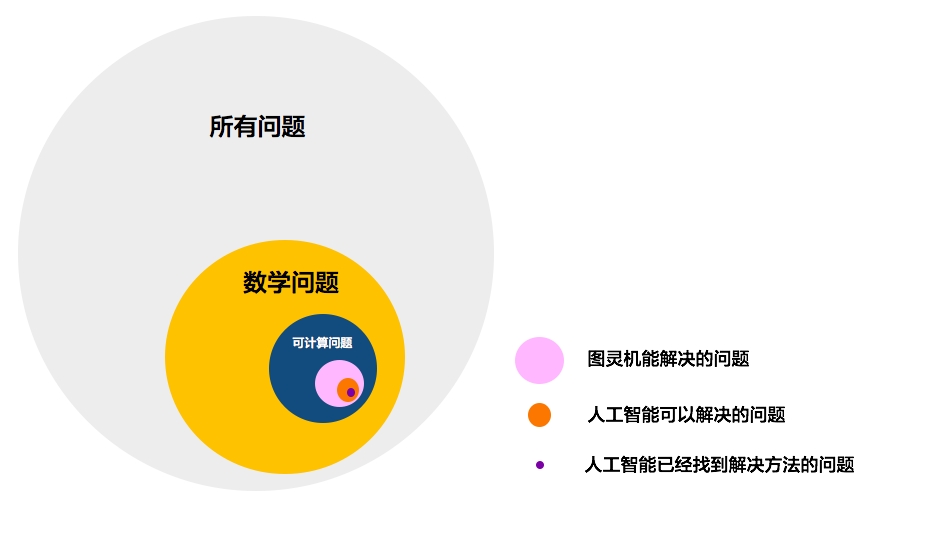 所有问题
数学问题
可计算问题
图灵机能解决的问题
人工智能可以解决的问题
人工智能已经找到解决方法的问题